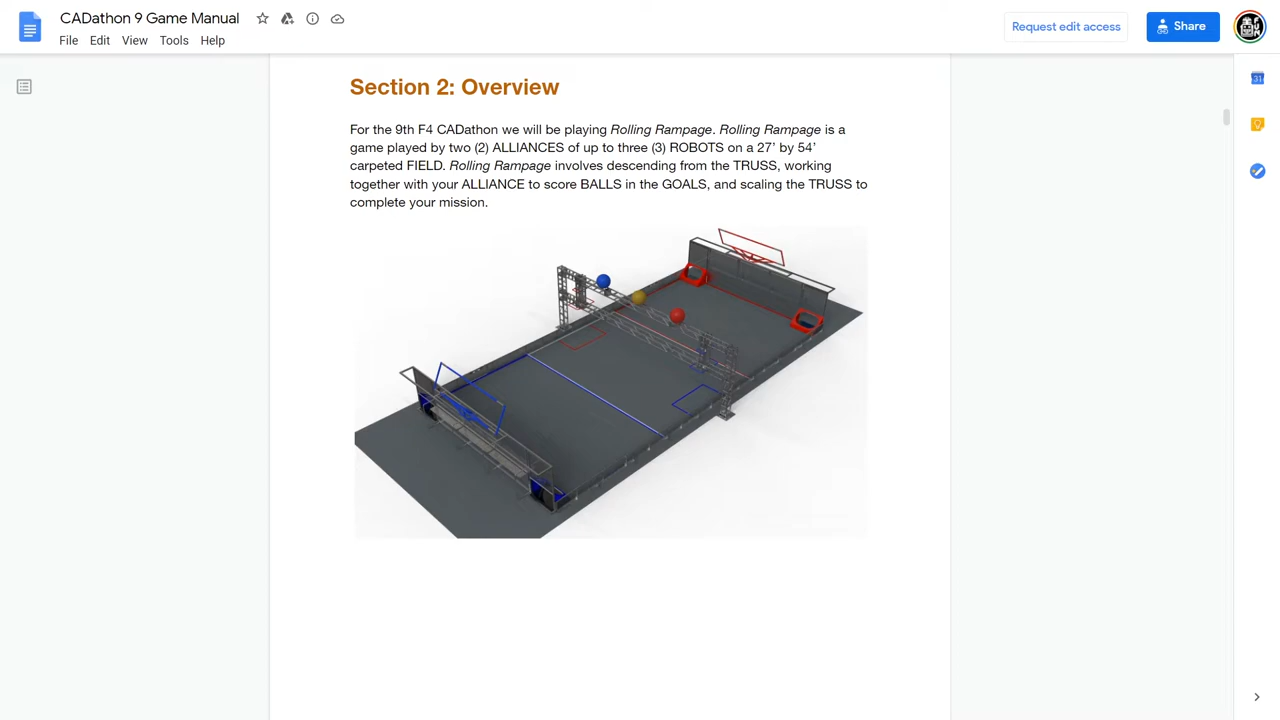 CADathon 9 Game Manual
File Edit View Tools Help
Request edit access
Share
Section 2: Overview
For the 9th F4 CADathon we will be playing Rolling Rampage. Rolling Rampage is a
game played by two (2) ALLIANCES of up to three (3) ROBOTS on a 27’ by 54’
carpeted FIELD. Rolling Rampage involves descending from the TRUSS, working
together with your ALLIANCE to score BALLS in the GOALS, and scaling the TRUSS to
complete your mission.
31